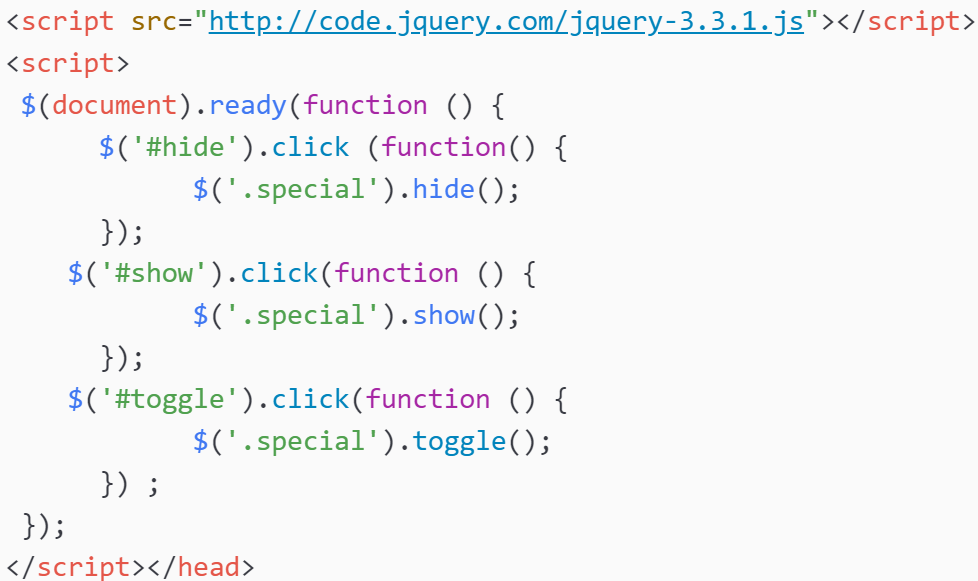 <script src="http://code.jquery.com/jquery-3.3.1.js"></script>
<script>
 $(document).ready(function () {
      $('#hide').click (function() {
            $('.special').hide();
      });
    $('#show').click(function () {
            $('.special').show();
      });
    $('#toggle').click(function () {
            $('.special').toggle();
      }) ;
 });
</script></head>